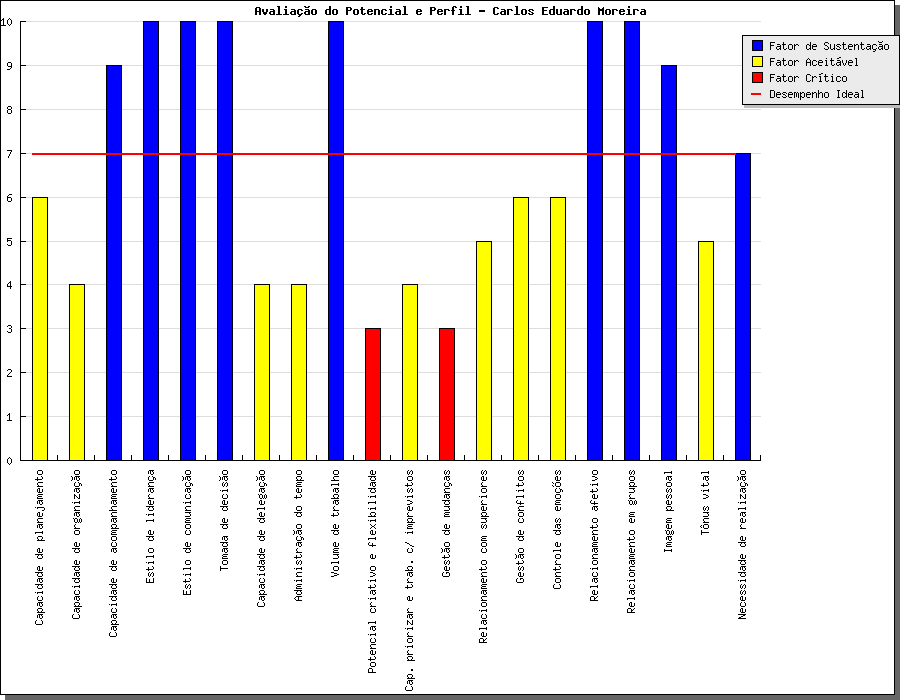 Avaliação do Potencial e Perfil - Carlos Eduardo Moreira
Fator de Sustentação
Fator Aceitável
Fator Crítico
Desempenho Ideal
10
9
8
7
6
5
4
3
2
1
0
Capacidade de planejamento
Capacidade de organização
Capacidade de acompanhamento
Estilo de liderança
Estilo de comunicação
Tomada de decisão
Capacidade de delegação
Administração do tempo
Volume de trabalho
Potencial criativo e flexibilidade
Cap. priorizar e trab. c/ imprevistos
Gestão de mudanças
Relacionamento com superiores
Gestão de conflitos
Controle das emoções
Relacionamento afetivo
Relacionamento em grupos
Imagem pessoal
Tônus vital
Necessidade de realização